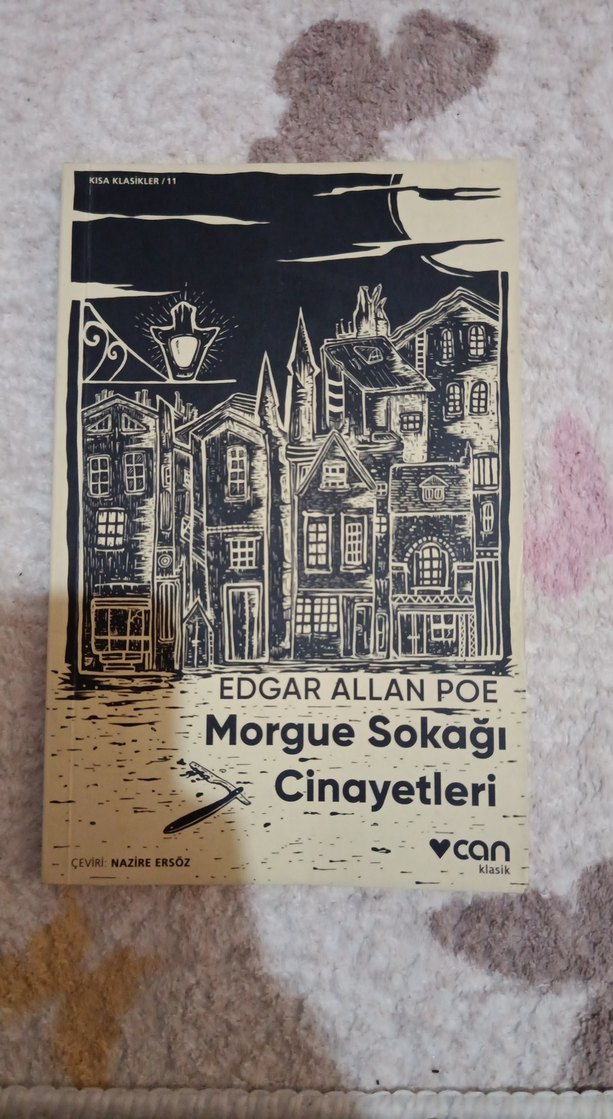 KISA KLASİKLER / 11
EDGAR ALLAN POE
Morgue Sokağı
Cinayetleri
can
klasik
ÇEVİRİ: NAZİRE ERSÖZ